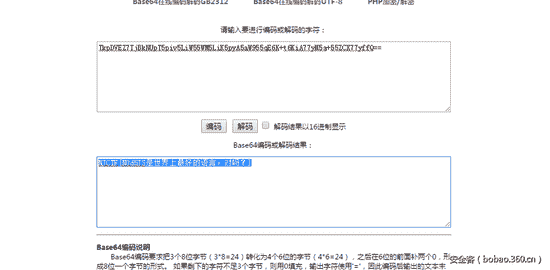 Base64在线编码解码GB2312 Base64在线编码解码UTF-8 PHP加密/解密
请输入要进行编码或解码的字符：
编码 解码 解码结果以16进制显示
Base64编码或解码结果：
Base64编码说明
Base64编码要求把3个8位字节（3*8=24）转化为4个6位的字节（4*6=24），之后在6位的前面补两个0，形
成8位一个字节的形式。 如果剩下的字符不足3个字节，则用0填充，输出字符使用'='，因此编码后输出的文本末
安全客（bobao.360.cn）